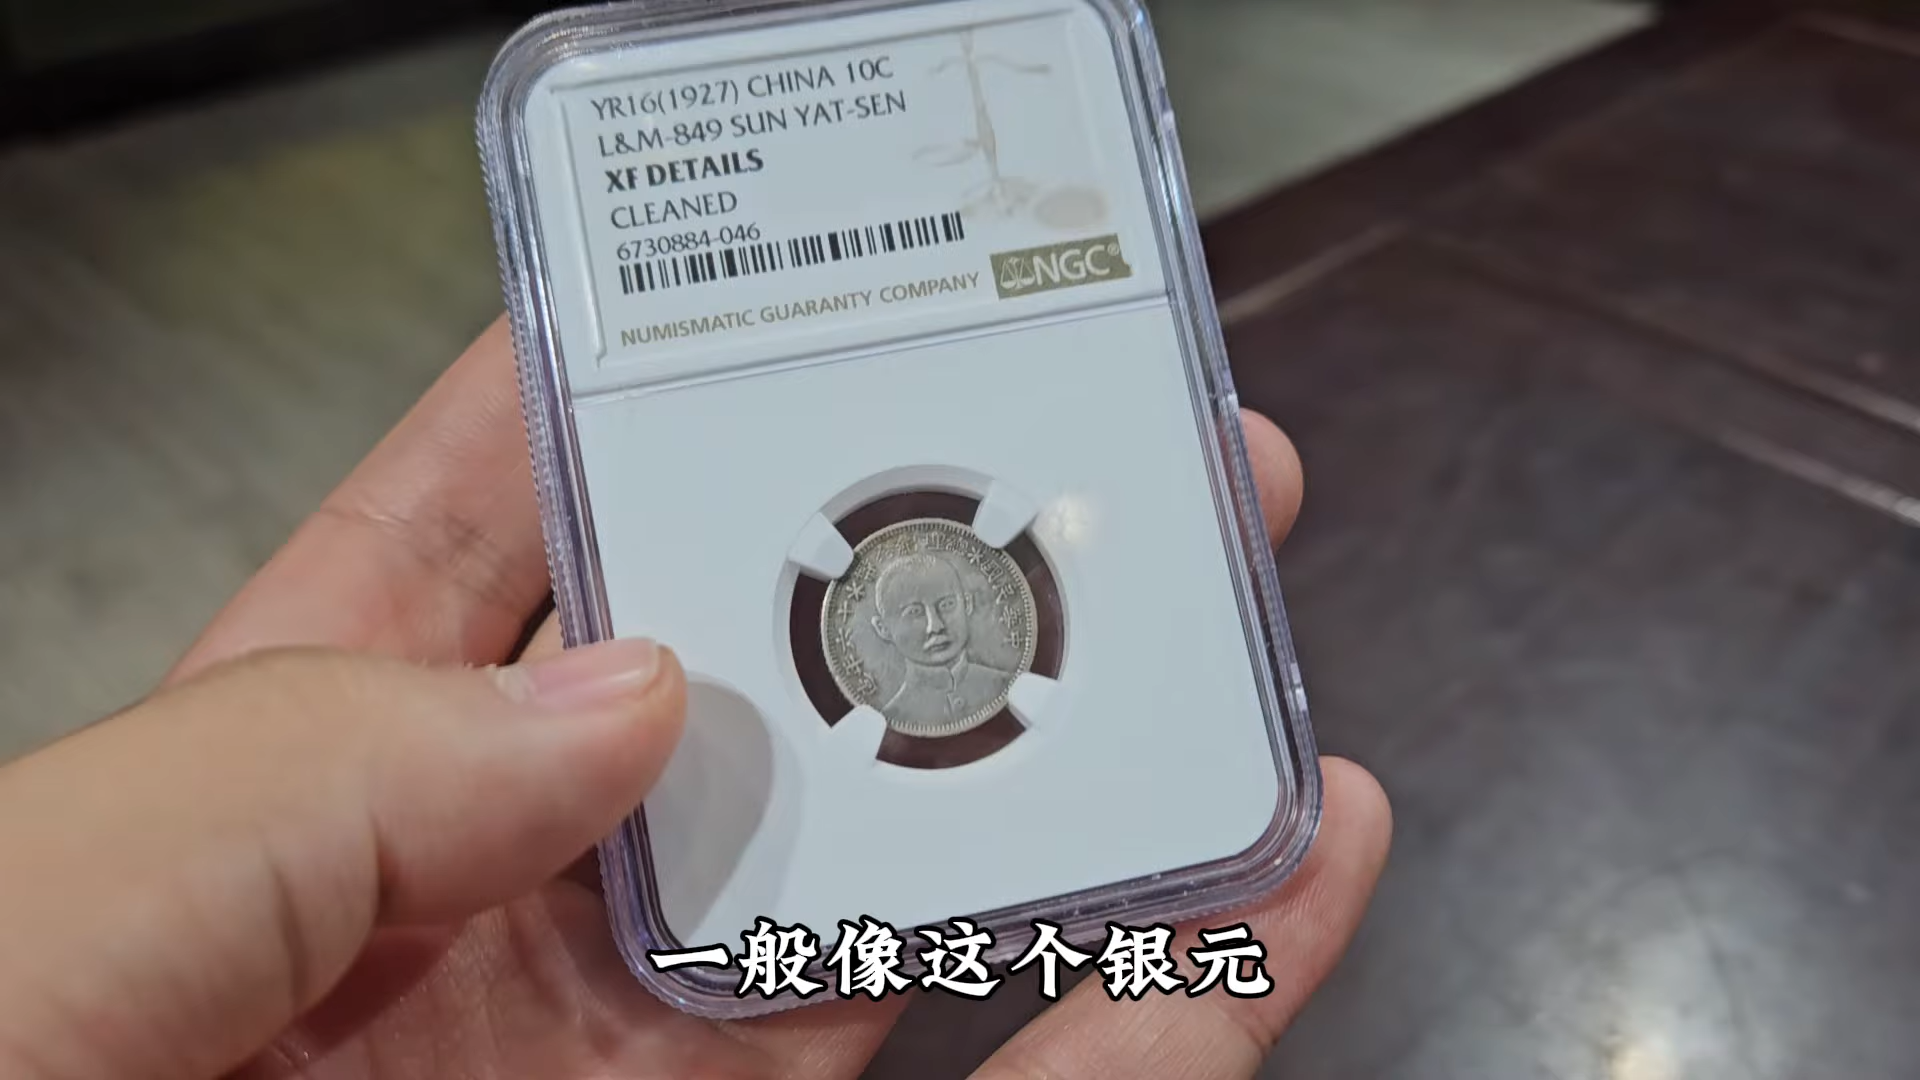 YR16(1927) CHINA 10C
L&M-849 SUN YAT-SEN
XF DETAILS
CLEANED
6730884-046
NUMISMATIC GUARANTY COMPANY
NGC®
一般像这个银元